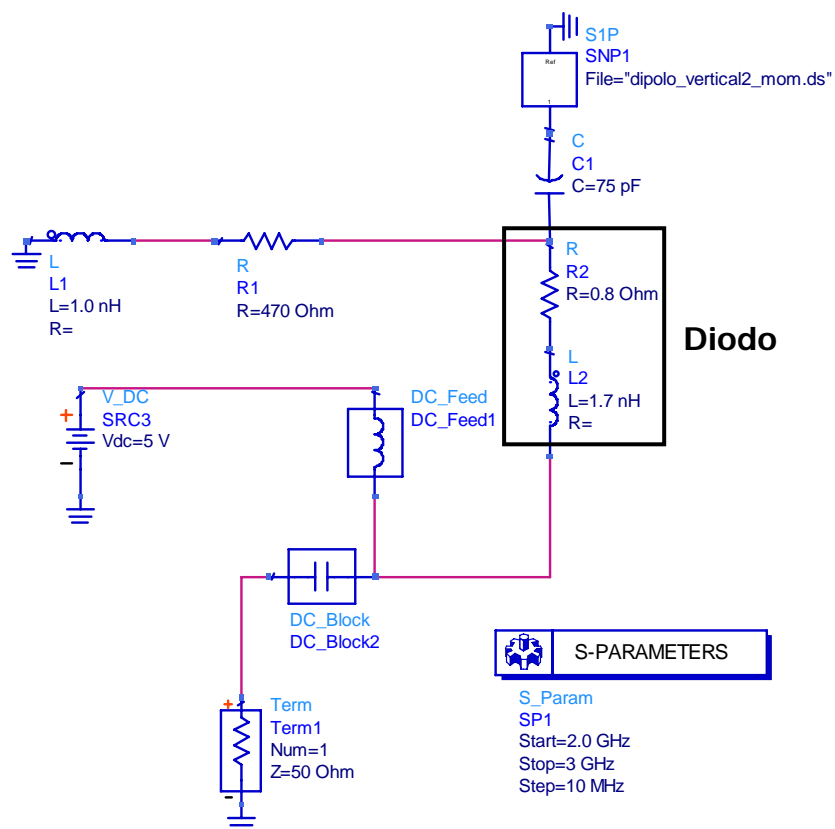 S1P
SNP1
File="dipolo_vertical2_mom.ds"
Ref
1
C
C1
C=75 pF
L
L1
L=1.0 nH
R=
R
R1
R=470 Ohm
R
R2
R=0.8 Ohm
L
L2
L=1.7 nH
R=
Diodo
V_DC
SRC3
Vdc=5 V
DC_Feed
DC_Feed1
DC_Block
DC_Block2
Term
Term1
Num=1
Z=50 Ohm
S-PARAMETERS
S_Param
SP1
Start=2.0 GHz
Stop=3 GHz
Step=10 MHz